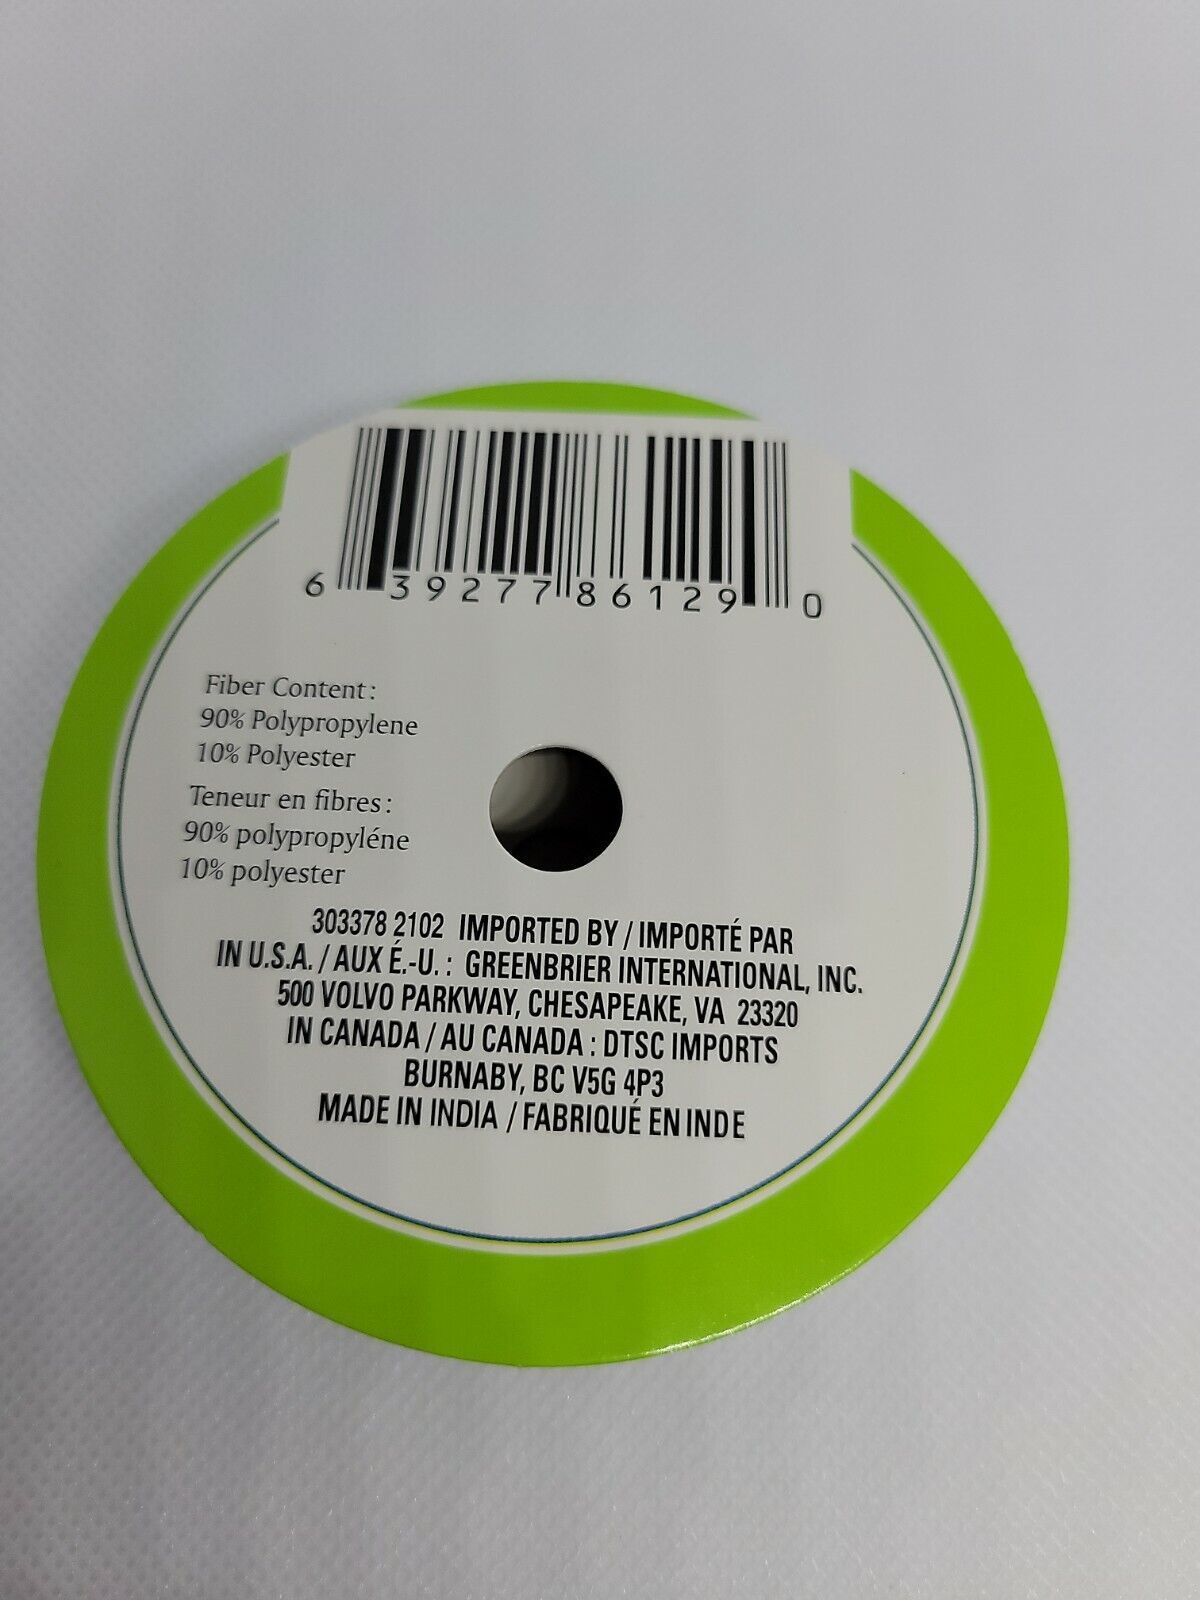 6 39277 86129 0
Fiber Content:
90% Polypropylene
10% Polyester
Teneur en fibres:
90% polypropyléne
10% polyester
303378 2102 IMPORTED BY / IMPORTÉ PAR
IN U.S.A. / AUX É.-U. : GREENBRIER INTERNATIONAL, INC.
500 VOLVO PARKWAY, CHESAPEAKE, VA 23320
IN CANADA / AU CANADA : DTSC IMPORTS
BURNABY, BC V5G 4P3
MADE IN INDIA / FABRIQUÉ EN INDE